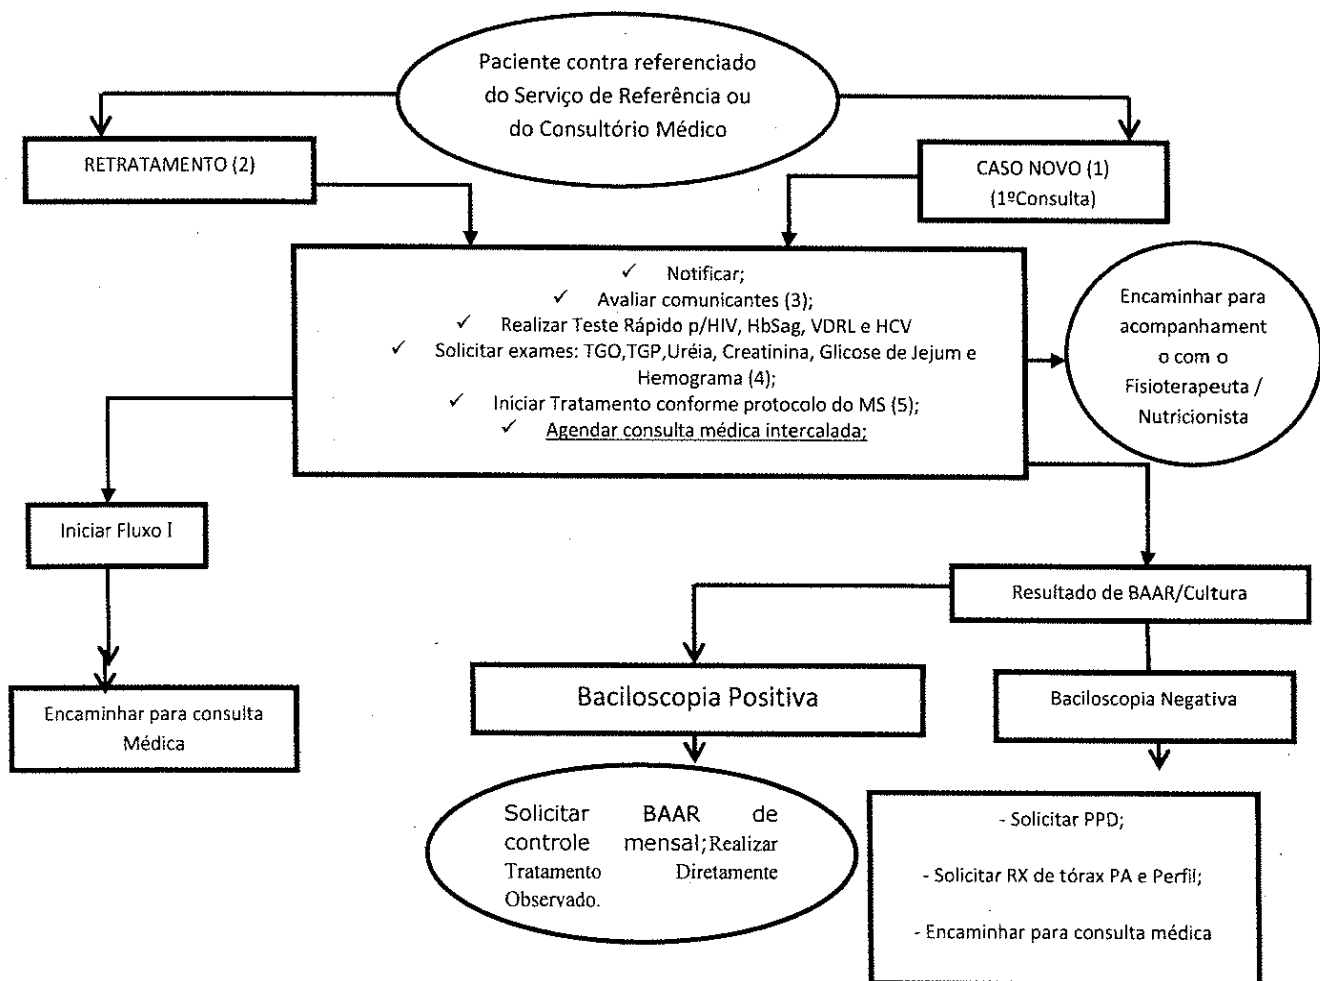 Paciente contra referenciado
do Serviço de Referência ou
do Consultório Médico
RETRATAMENTO (2)
CASO NOVO (1)
(1ºConsulta)
✓ Notificar;
✓ Avaliar comunicantes (3);
✓ Realizar Teste Rápido p/HIV, HbSag, VDRL e HCV
✓ Solicitar exames: TGO,TGP,Uréia, Creatinina, Glicose de Jejum e
Hemograma (4);
✓ Iniciar Tratamento conforme protocolo do MS (5);
✓ Agendar consulta médica intercalada;
Encaminhar para
acompanhament
o com o
Fisioterapeuta /
Nutricionista
Iniciar Fluxo I
Resultado de BAAR/Cultura
Baciloscopia Positiva
Baciloscopia Negativa
Encaminhar para consulta
Médica
Solicitar BAAR de
controle mensal;Realizar
Tratamento Diretamente
Observado.
- Solicitar PPD;
- Solicitar RX de tórax PA e Perfil;
- Encaminhar para consulta médica